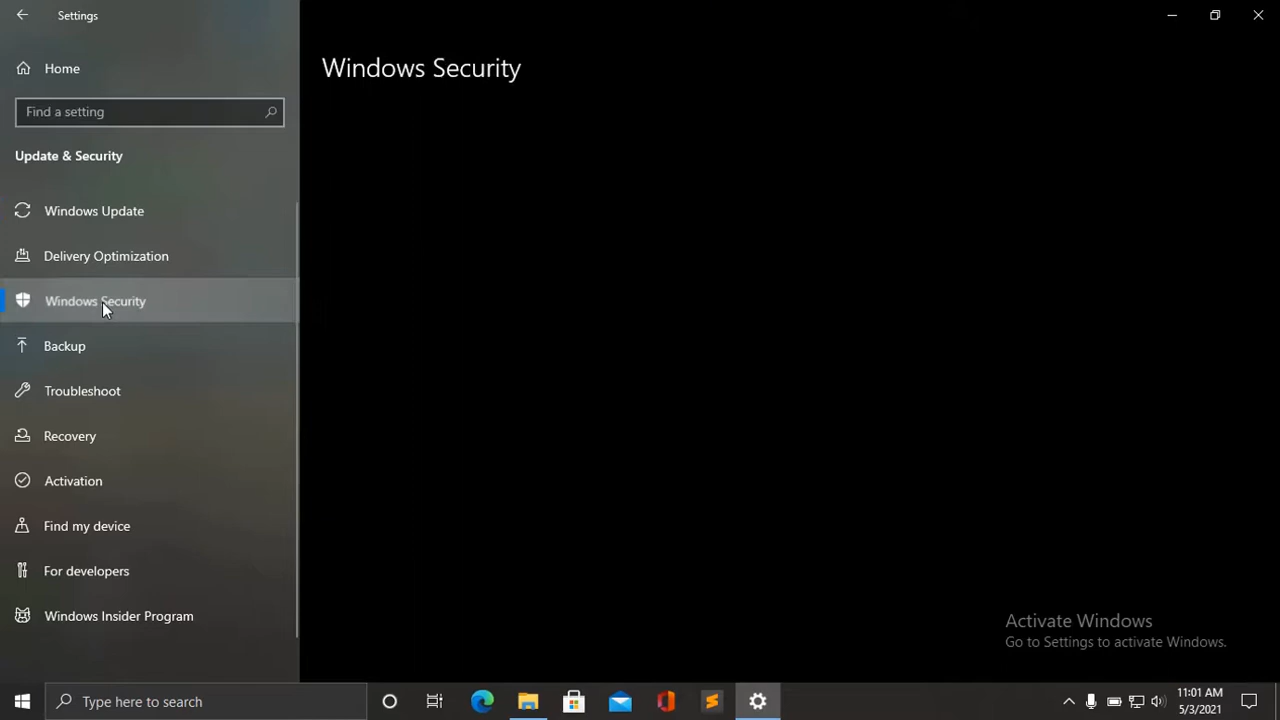 Settings
Home
Find a setting
Update & Security
Windows Update
Delivery Optimization
Windows Security
Backup
Troubleshoot
Recovery
Activation
Find my device
For developers
Windows Insider Program
Windows Security
Activate Windows
Go to Settings to activate Windows.
Type here to search
11:01 AM
5/3/2021